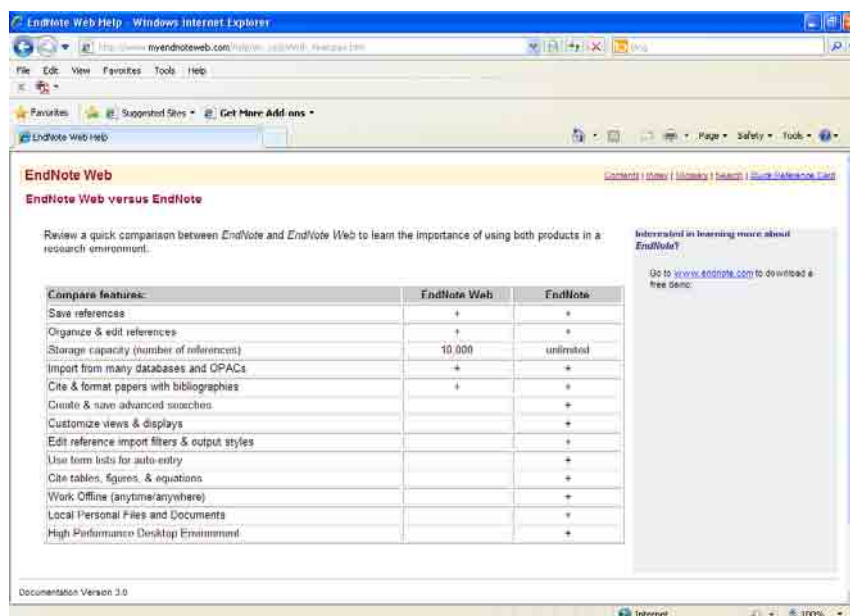 EndNote Web Help - Windows Internet Explorer
myendnoteweb.com
File Edit View Favorites Tools Help
x
Favorites Suggested Sites Get More Add-ons
EndNote Web Help Page Safety Tools
EndNote Web Contents | Index | Glossary | Search | Quick Reference Card
EndNote Web versus EndNote
Review a quick comparison between EndNote and EndNote Web to learn the importance of using both products in a
research environment.
Interested in learning more about
EndNote?
Go to www.endnote.com to download a
free demo.
Compare features: EndNote Web EndNote
Save references + +
Organize & edit references + +
Storage capacity (number of references) 10,000 unlimited
Import from many databases and OPACs + +
Cite & format papers with bibliographies + +
Create & save advanced searches +
Customize views & displays +
Edit reference import filters & output styles +
Use term lists for auto-entry +
Cite tables, figures, & equations +
Work Offline (anytime/anywhere) +
Local Personal Files and Documents +
High Performance Desktop Environment +
Documentation Version 3.0
Internet 100%